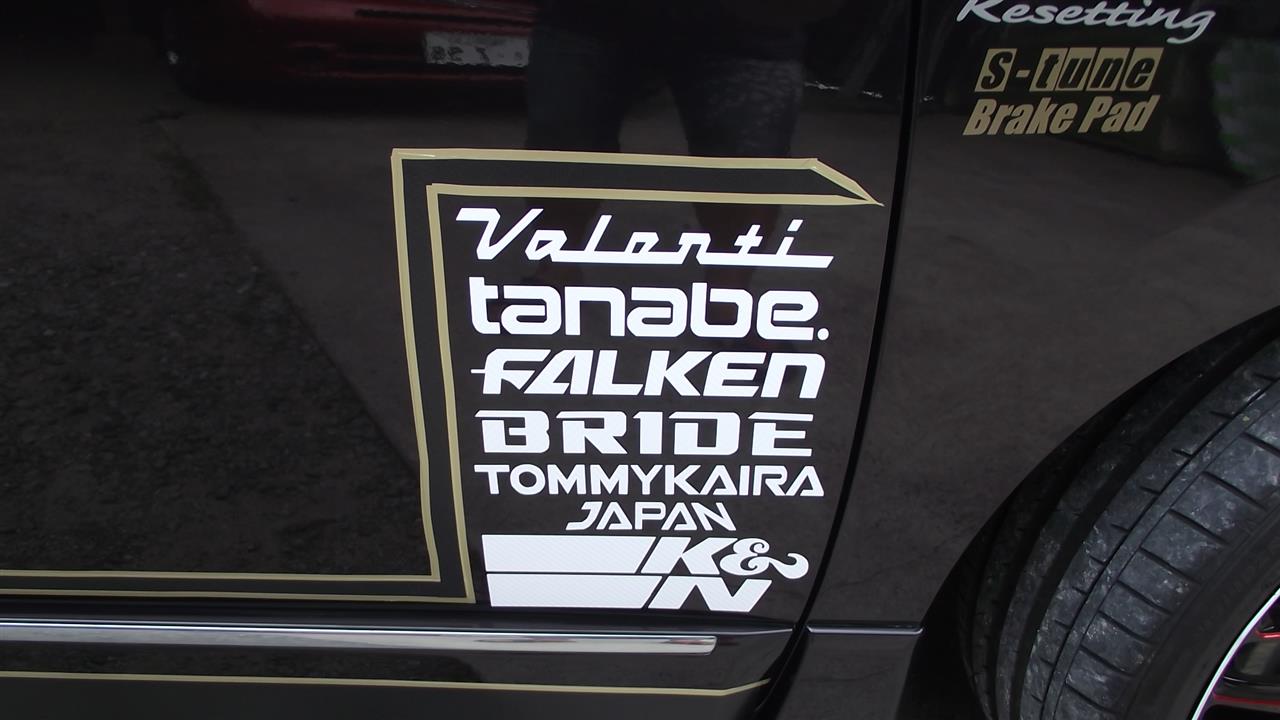 Resetting
S-tune
Brake Pad
Valenti
tanabe.
FALKEN
BRIDE
TOMMYKAIRA
JAPAN
K&N